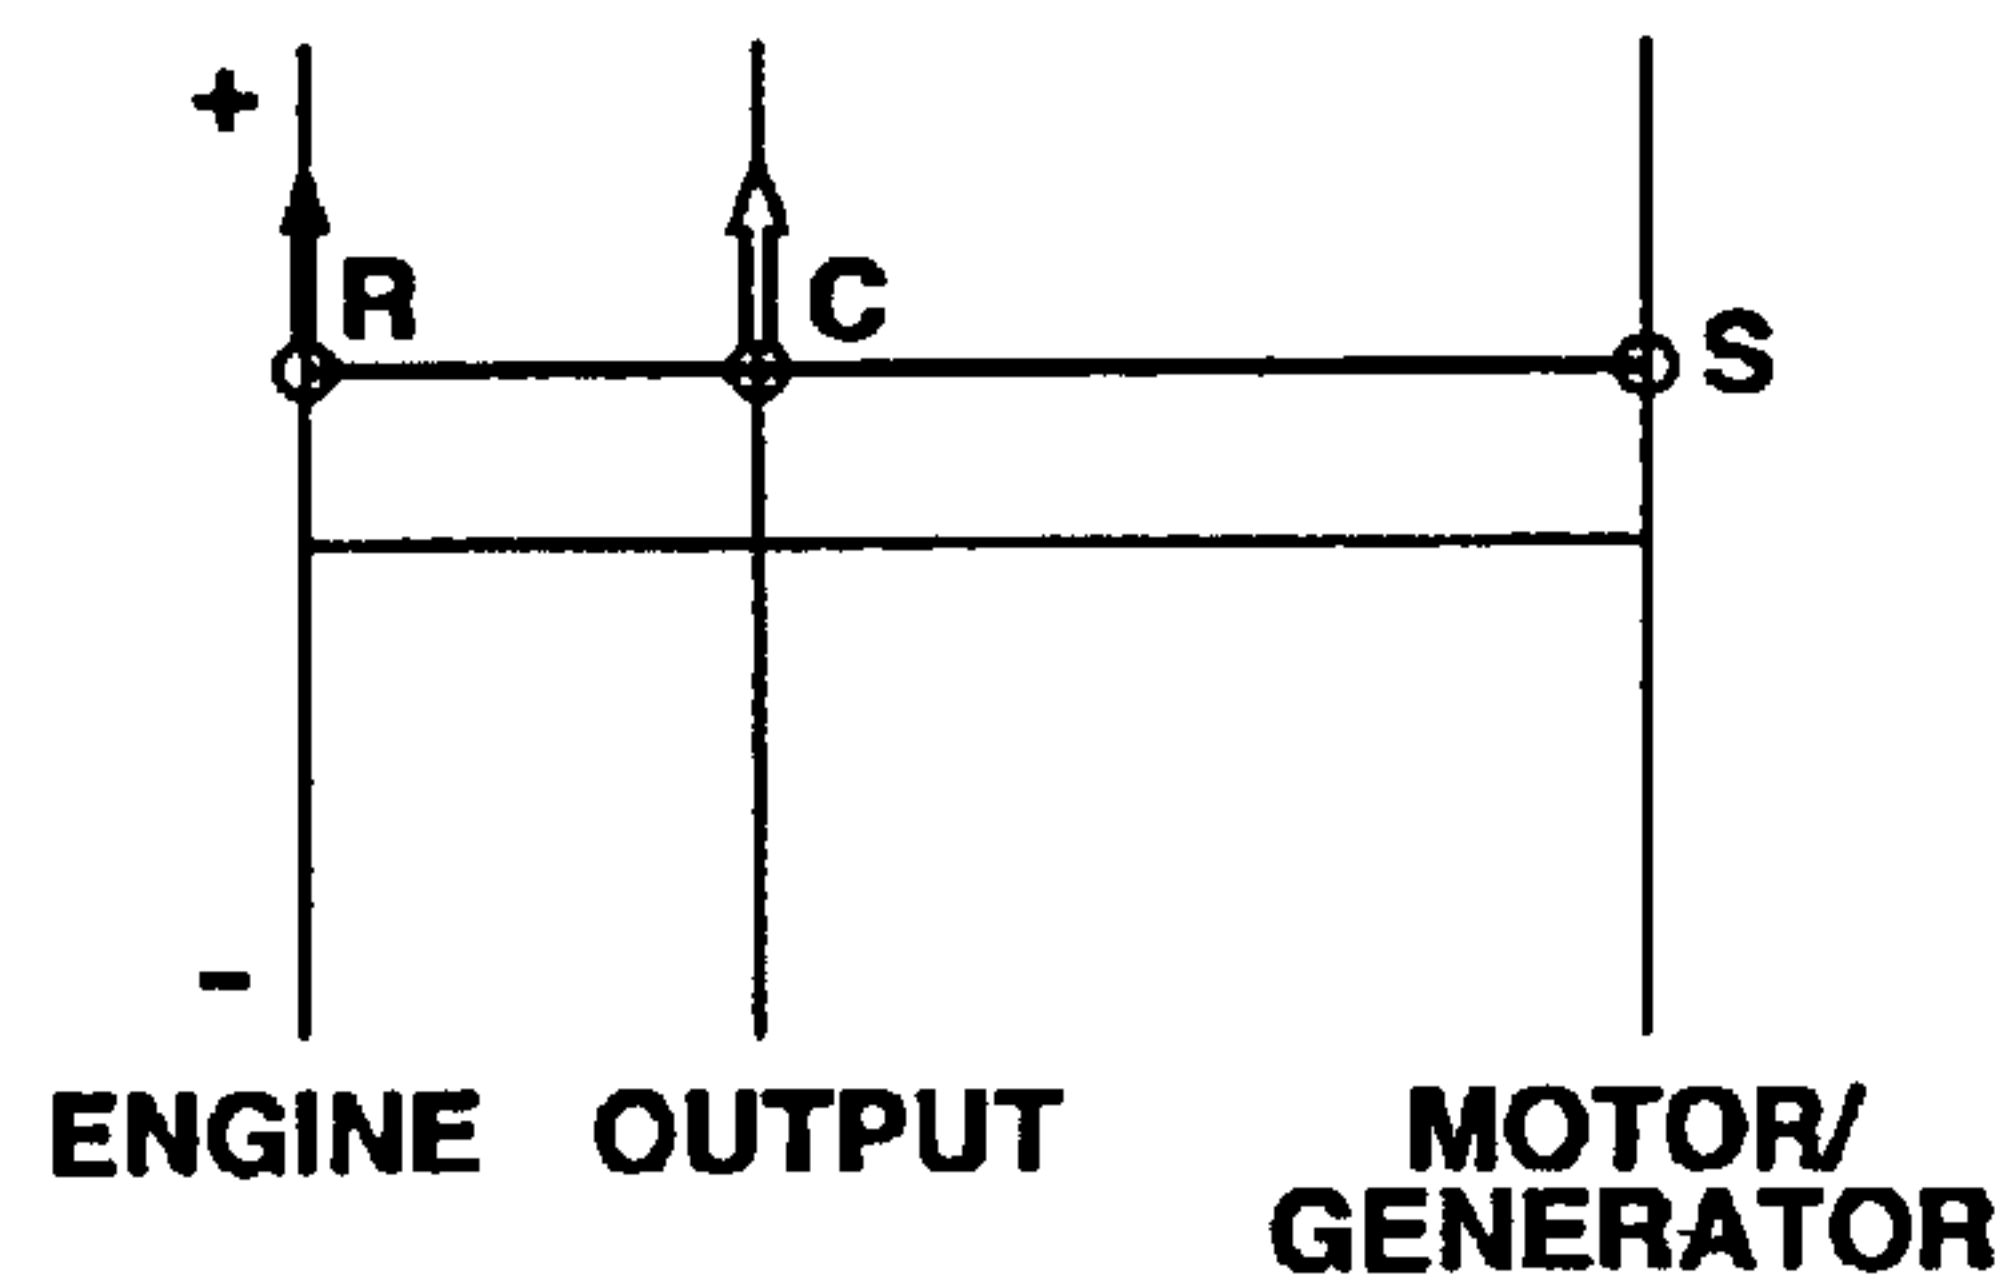 +
R
C
S
-
ENGINE OUTPUT MOTOR/
GENERATOR